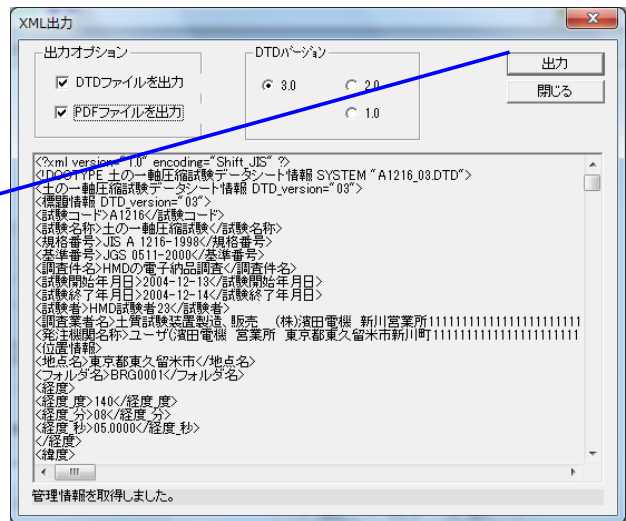 XML出力
出力オプション
DTDファイルを出力
PDFファイルを出力
DTDバージョン
3.0
2.0
1.0
出力
閉じる
<?xml version="1.0" encoding="Shift_JIS" ?>
<!DOCTYPE 土の一軸圧縮試験データシート情報 SYSTEM "A1216_03.DTD">
<土の一軸圧縮試験データシート情報 DTD_version="03">
<標題情報 DTD_version="03">
<試験コード>A1216</試験コード>
<試験名称>土の一軸圧縮試験</試験名称>
<規格番号>JIS A 1216-1998</規格番号>
<基準番号>JGS 0511-2000</基準番号>
<調査件名>HMDの電子納品調査</調査件名>
<試験開始年月日>2004-12-13</試験開始年月日>
<試験終了年月日>2004-12-14</試験終了年月日>
<試験者>HMD試験者23</試験者>
<調査業者名>土質試験装置製造、販売　(株)濱田電機 新川営業所11111111111111111111111
<発注機関名称>ユーザ(濱田電機 営業所 東京都東久留米市新川町11111111111111111111111
<位置情報>
<地点名>東京都東久留米市</地点名>
<フォルダ名>BRG0001</フォルダ名>
<経度>
<経度_度>140</経度_度>
<経度_分>08</経度_分>
<経度_秒>05.0000</経度_秒>
</経度>
<緯度>
管理情報を取得しました。